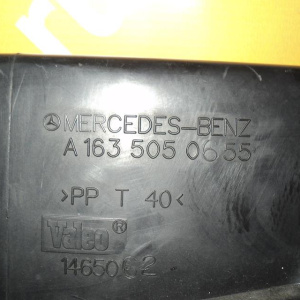 MERCEDES-BENZ
A 163 505 06 55
>PP T 40<
Valeo®
1465062